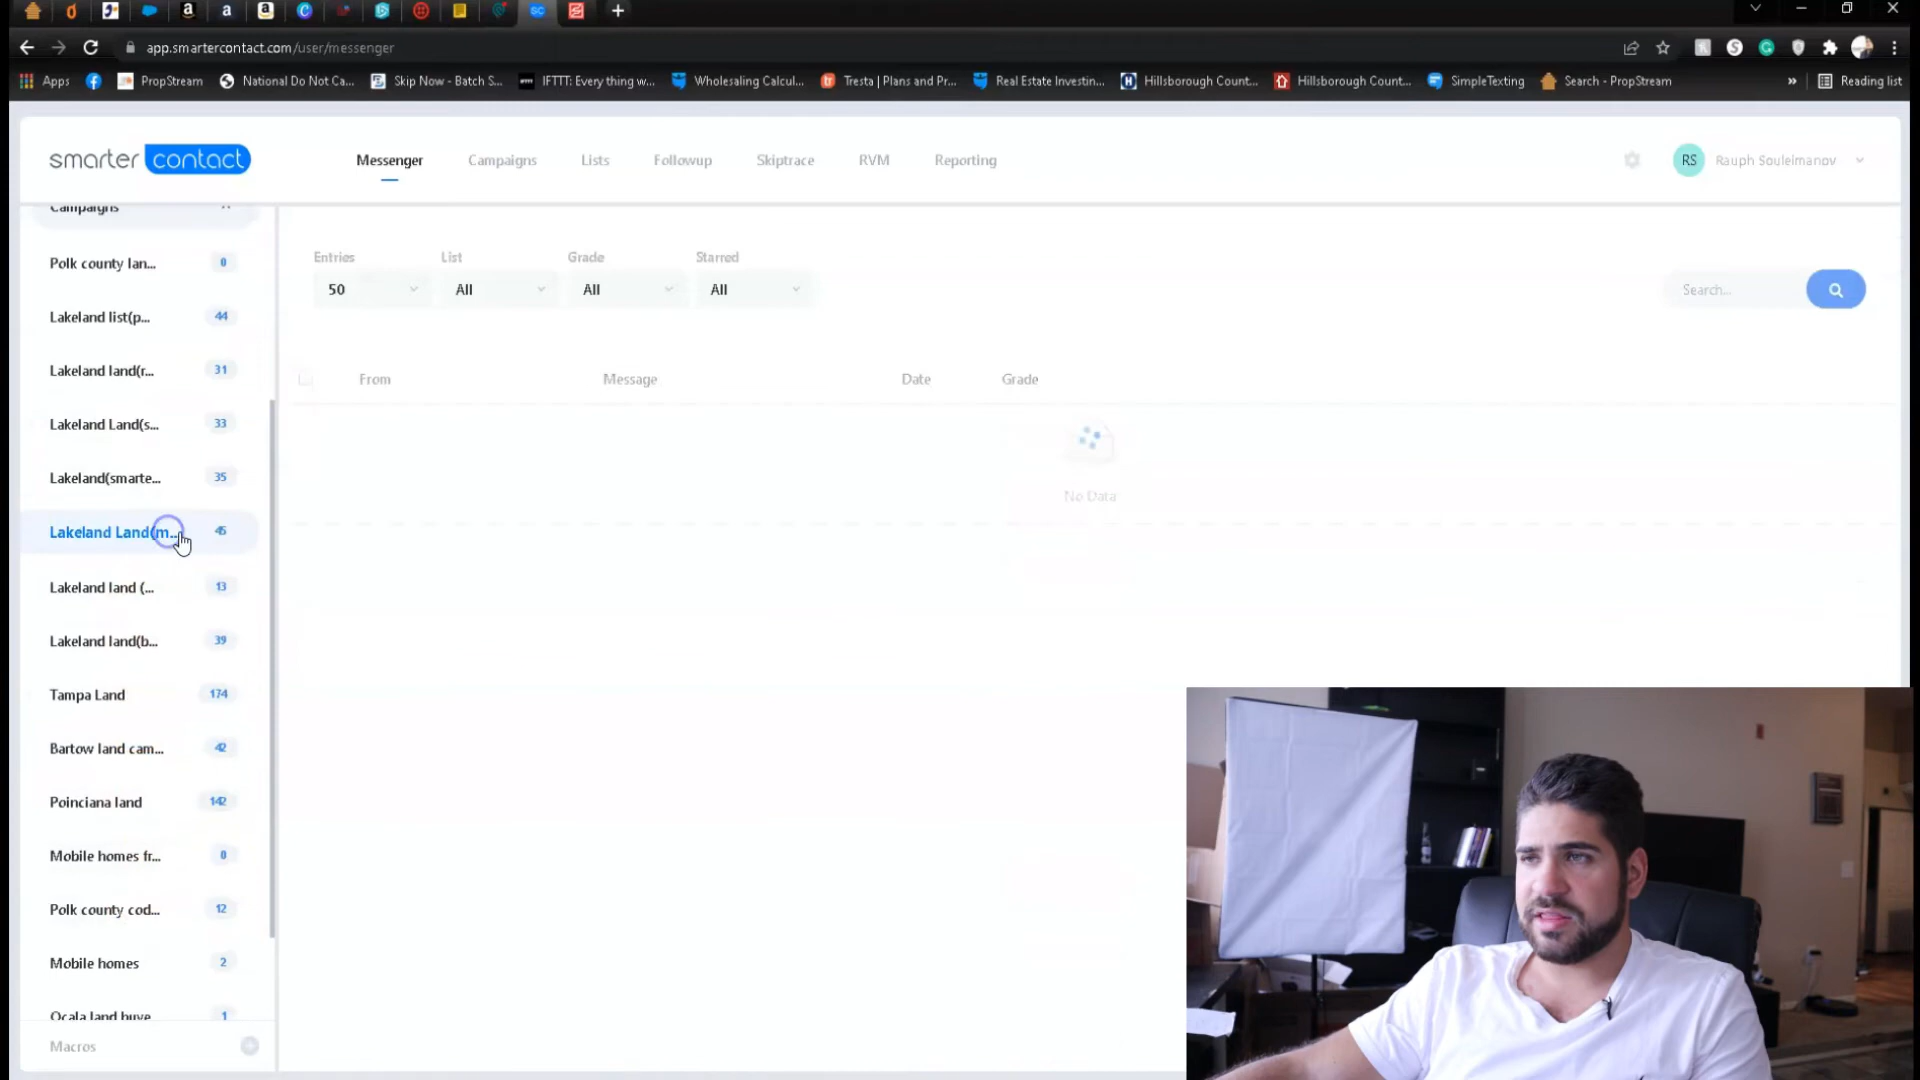 app.smartercontact.com/user/messenger
Apps
PropStream
National Do Not Ca...
Skip Now - Batch S...
IFTTT: Every thing w...
Wholesaling Calcul...
Tresta | Plans and Pr...
Real Estate Investin...
Hillsborough Count...
Hillsborough Count...
SimpleTexting
Search - PropStream
»
Reading list
smarter contact
Messenger
Campaigns
Lists
Followup
Skiptrace
RVM
Reporting
RS
Rauph Souleimanov
Campaigns
Polk county lan... 0
Lakeland list(p... 44
Lakeland land(r... 31
Lakeland Land(s... 33
Lakeland(smarte... 35
Lakeland Land(m... 45
Lakeland land (... 13
Lakeland land(b... 39
Tampa Land 174
Bartow land cam... 42
Poinciana land 142
Mobile homes fr... 0
Polk county cod... 12
Mobile homes 2
Ocala land buye... 1
Macros
Entries List Grade Starred
50 All All All
Search...
From Message Date Grade
No Data